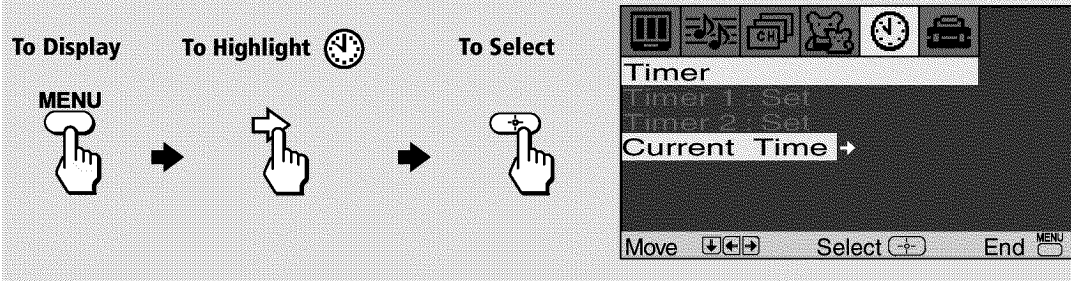 To Display
To Highlight
To Select
MENU
CH
Timer
Timer 1 : Set
Timer 2 : Set
Current Time
Move Select End MENU